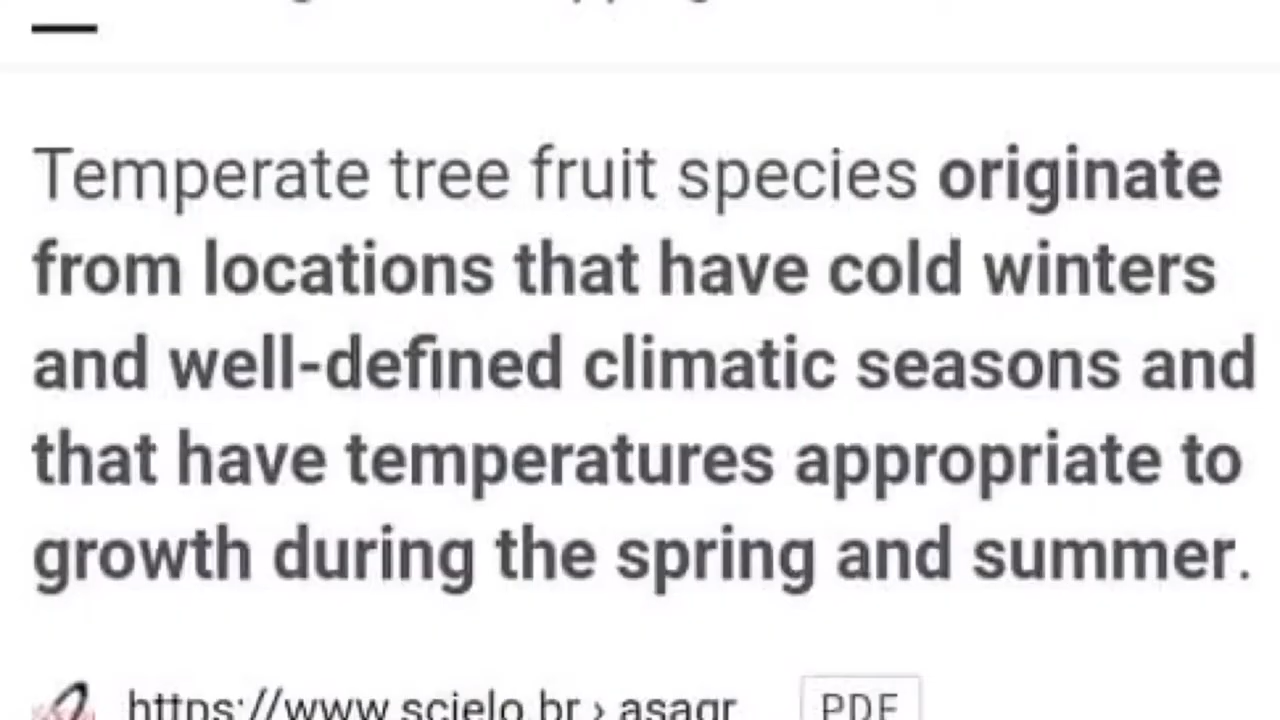 Temperate tree fruit species originate
from locations that have cold winters
and well-defined climatic seasons and
that have temperatures appropriate to
growth during the spring and summer.
https://www.scielo.br › asagr PDF